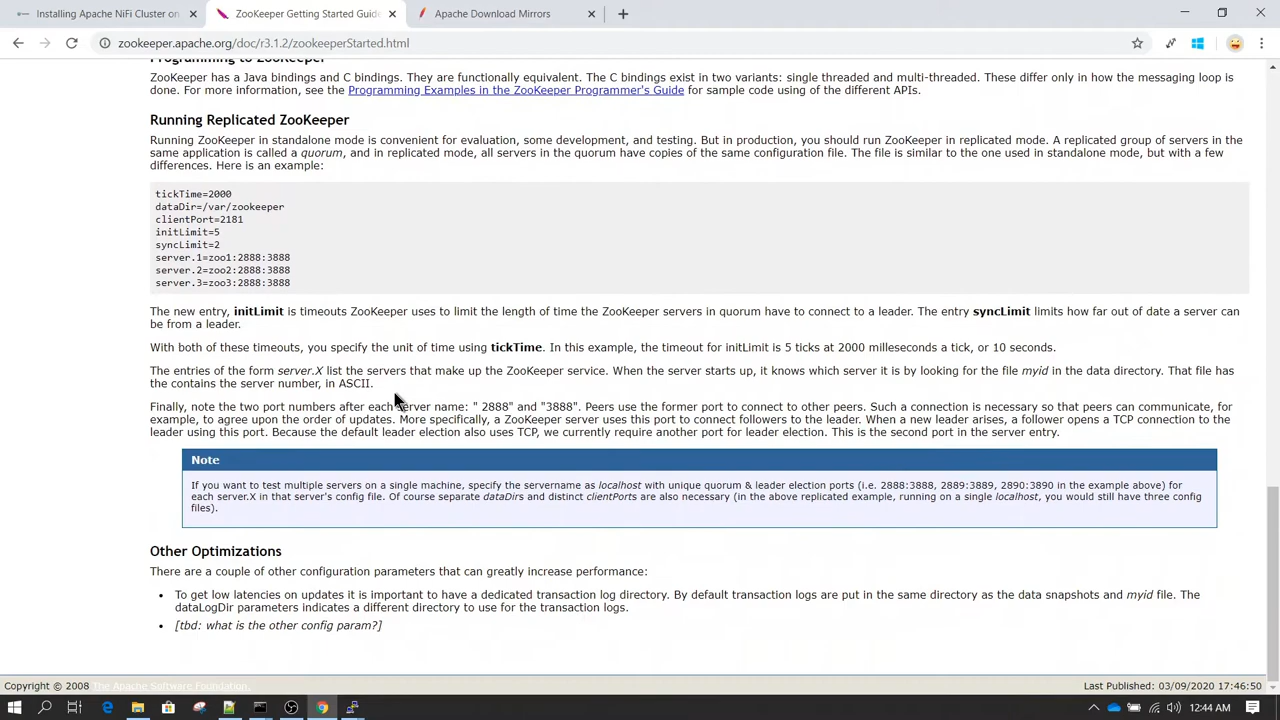 Installing Apache NiFi Cluster on
ZooKeeper Getting Started Guide
Apache Download Mirrors
zookeeper.apache.org/doc/r3.1.2/zookeeperStarted.html
Programming to ZooKeeper
ZooKeeper has a Java bindings and C bindings. They are functionally equivalent. The C bindings exist in two variants: single threaded and multi-threaded. These differ only in how the messaging loop is
done. For more information, see the Programming Examples in the ZooKeeper Programmer's Guide for sample code using of the different APIs.
Running Replicated ZooKeeper
Running ZooKeeper in standalone mode is convenient for evaluation, some development, and testing. But in production, you should run ZooKeeper in replicated mode. A replicated group of servers in the
same application is called a quorum, and in replicated mode, all servers in the quorum have copies of the same configuration file. The file is similar to the one used in standalone mode, but with a few
differences. Here is an example:
tickTime=2000
dataDir=/var/zookeeper
clientPort=2181
initLimit=5
syncLimit=2
server.1=zoo1:2888:3888
server.2=zoo2:2888:3888
server.3=zoo3:2888:3888
The new entry, initLimit is timeouts ZooKeeper uses to limit the length of time the ZooKeeper servers in quorum have to connect to a leader. The entry syncLimit limits how far out of date a server can
be from a leader.
With both of these timeouts, you specify the unit of time using tickTime. In this example, the timeout for initLimit is 5 ticks at 2000 milleseconds a tick, or 10 seconds.
The entries of the form server.X list the servers that make up the ZooKeeper service. When the server starts up, it knows which server it is by looking for the file myid in the data directory. That file has
the contains the server number, in ASCII.
Finally, note the two port numbers after each server name: " 2888" and "3888". Peers use the former port to connect to other peers. Such a connection is necessary so that peers can communicate, for
example, to agree upon the order of updates. More specifically, a ZooKeeper server uses this port to connect followers to the leader. When a new leader arises, a follower opens a TCP connection to the
leader using this port. Because the default leader election also uses TCP, we currently require another port for leader election. This is the second port in the server entry.
Note
If you want to test multiple servers on a single machine, specify the servername as localhost with unique quorum & leader election ports (i.e. 2888:3888, 2889:3889, 2890:3890 in the example above) for
each server.X in that server's config file. Of course separate dataDirs and distinct clientPorts are also necessary (in the above replicated example, running on a single localhost, you would still have three config
files).
Other Optimizations
There are a couple of other configuration parameters that can greatly increase performance:
• To get low latencies on updates it is important to have a dedicated transaction log directory. By default transaction logs are put in the same directory as the data snapshots and myid file. The
dataLogDir parameters indicates a different directory to use for the transaction logs.
• [tbd: what is the other config param?]
Copyright © 2008 The Apache Software Foundation.
Last Published: 03/09/2020 17:46:50
12:44 AM